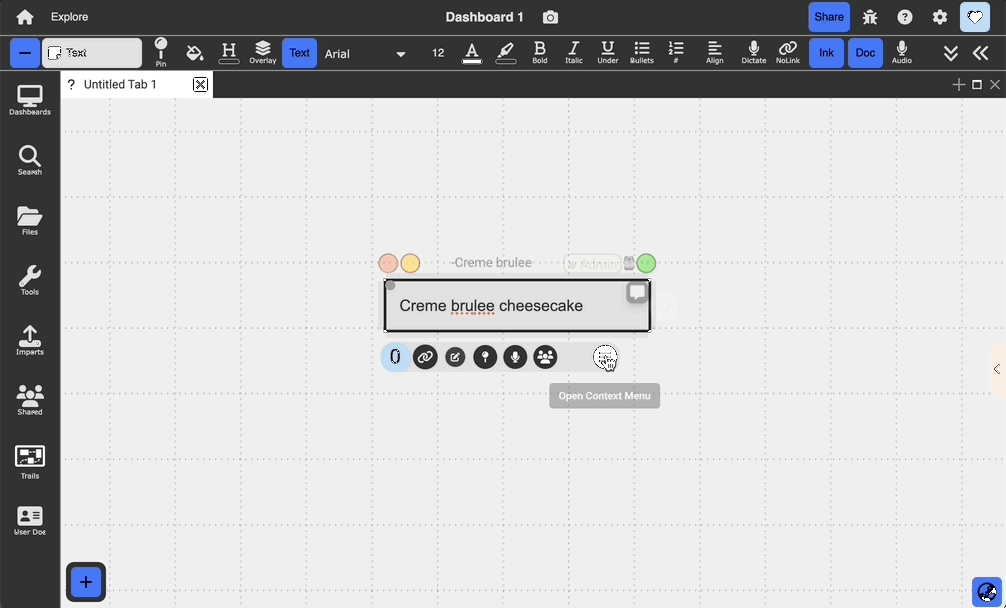 Explore
Dashboard 1
Share
Text
Pin
H
Overlay
Text
Arial
12
A
B
Bold
I
Italic
U
Under
Bullets
#
Align
Dictate
NoLink
Ink
Doc
Audio
? Untitled Tab 1
Dashboards
Search
Files
Tools
Imports
Shared
Trails
User Doc
-Creme brulee
Admin
Creme brulee cheesecake
0
Open Context Menu